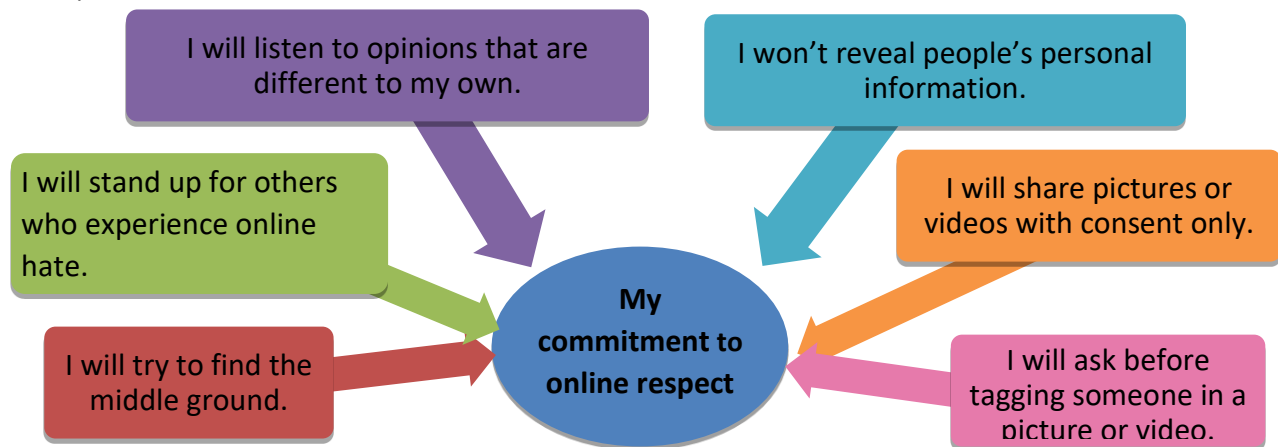 I will listen to opinions that are
different to my own.
I won’t reveal people’s personal
information.
I will stand up for others
who experience online
hate.
I will share pictures or
videos with consent only.
My
commitment to
online respect
I will try to find the
middle ground.
I will ask before
tagging someone in a
picture or video.